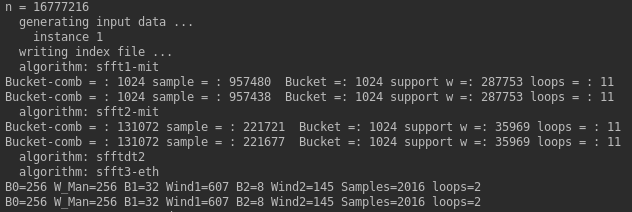 n = 16777216
generating input data ...
instance 1
writing index file ...
algorithm: sfft1-mit
Bucket-comb = : 1024 sample = : 957480  Bucket =: 1024 support w =: 287753 loops = : 11
Bucket-comb = : 1024 sample = : 957438  Bucket =: 1024 support w =: 287753 loops = : 11
algorithm: sfft2-mit
Bucket-comb = : 131072 sample = : 221721  Bucket =: 1024 support w =: 35969 loops = : 11
Bucket-comb = : 131072 sample = : 221677  Bucket =: 1024 support w =: 35969 loops = : 11
algorithm: sfftdt2
algorithm: sfft3-eth
B0=256 W_Man=256 B1=32 Wind1=607 B2=8 Wind2=145 Samples=2016 loops=2
B0=256 W_Man=256 B1=32 Wind1=607 B2=8 Wind2=145 Samples=2016 loops=2